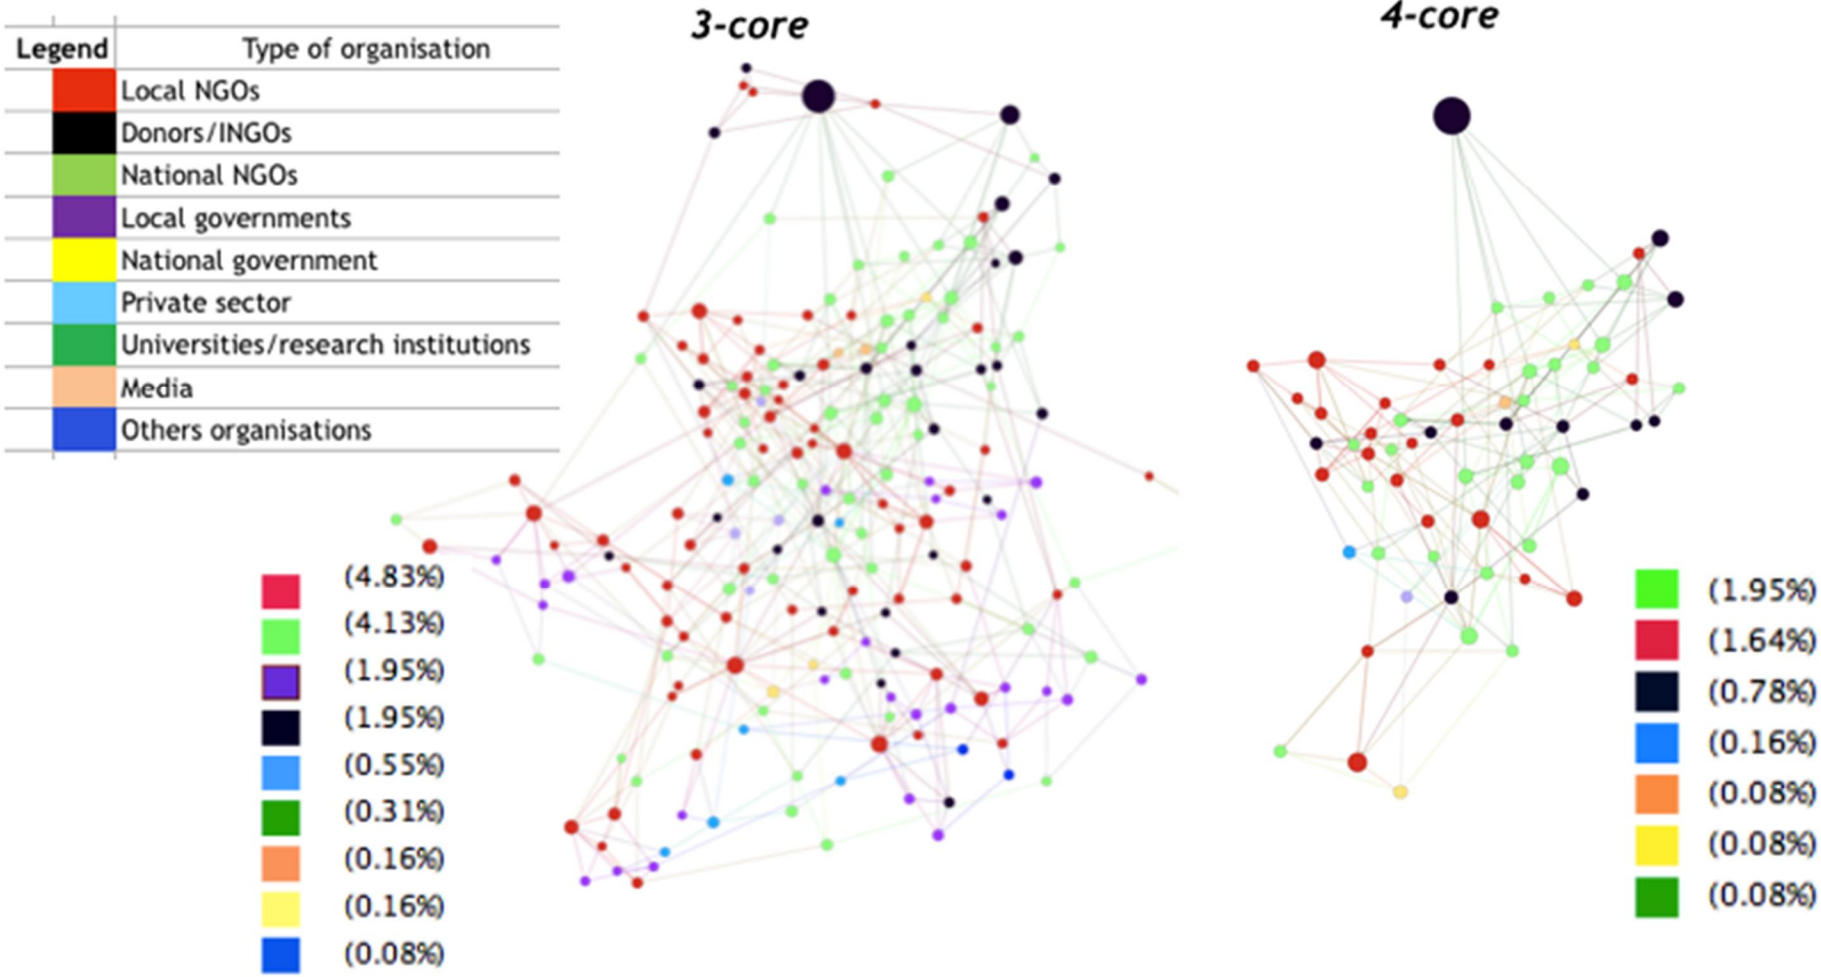 3-core
4-core
Legend Type of organisation
Local NGOs
Donors/INGOs
National NGOs
Local governments
National government
Private sector
Universities/research institutions
Media
Others organisations
(4.83%)
(4.13%)
(1.95%)
(1.95%)
(0.55%)
(0.31%)
(0.16%)
(0.16%)
(0.08%)
(1.95%)
(1.64%)
(0.78%)
(0.16%)
(0.08%)
(0.08%)
(0.08%)